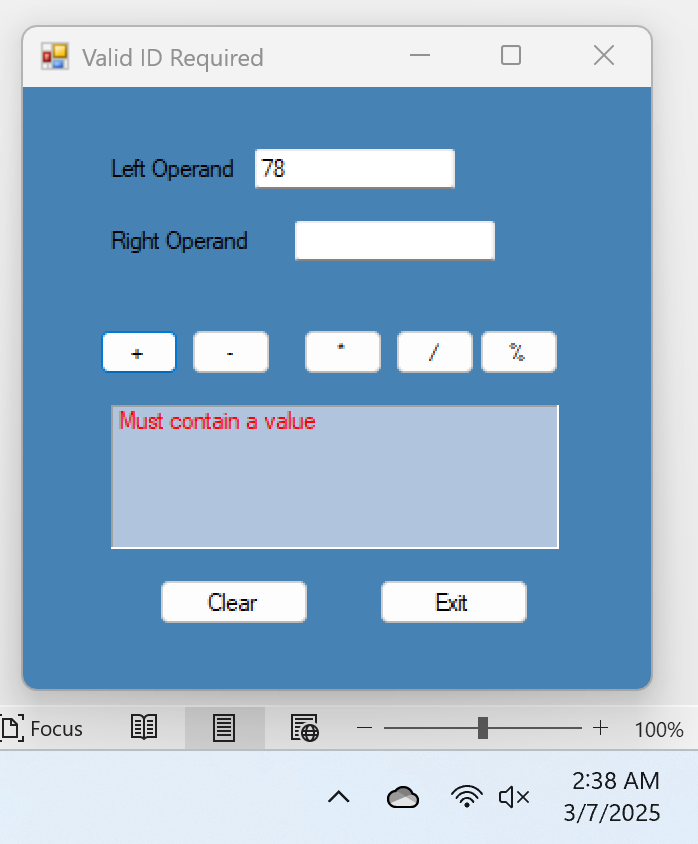 Valid ID Required
Left Operand 78
Right Operand
+ - * / %
Must contain a value
Clear Exit
Focus 100%
2:38 AM
3/7/2025